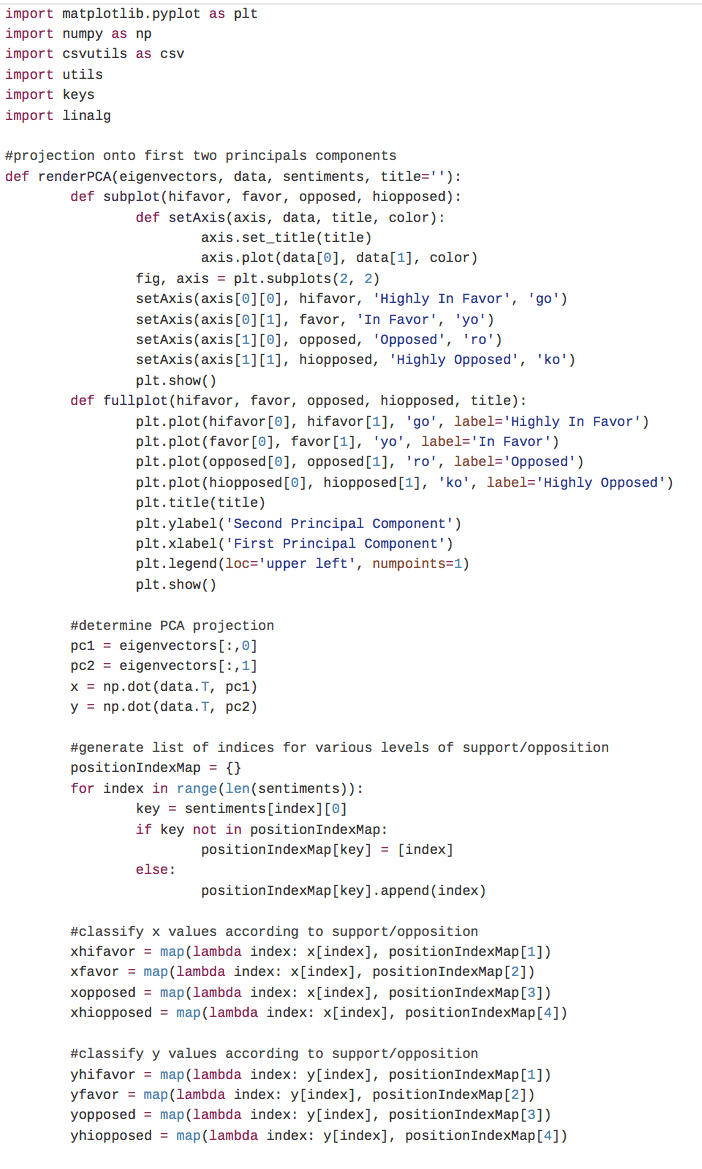 import matplotlib.pyplot as plt
import numpy as np
import csvutils as csv
import utils
import keys
import linalg

#projection onto first two principals components
def renderPCA(eigenvectors, data, sentiments, title=''):
        def subplot(hifavor, favor, opposed, hiopposed):
                def setAxis(axis, data, title, color):
                        axis.set_title(title)
                        axis.plot(data[0], data[1], color)
                fig, axis = plt.subplots(2, 2)
                setAxis(axis[0][0], hifavor, 'Highly In Favor', 'go')
                setAxis(axis[0][1], favor, 'In Favor', 'yo')
                setAxis(axis[1][0], opposed, 'Opposed', 'ro')
                setAxis(axis[1][1], hiopposed, 'Highly Opposed', 'ko')
                plt.show()
        def fullplot(hifavor, favor, opposed, hiopposed, title):
                plt.plot(hifavor[0], hifavor[1], 'go', label='Highly In Favor')
                plt.plot(favor[0], favor[1], 'yo', label='In Favor')
                plt.plot(opposed[0], opposed[1], 'ro', label='Opposed')
                plt.plot(hiopposed[0], hiopposed[1], 'ko', label='Highly Opposed')
                plt.title(title)
                plt.ylabel('Second Principal Component')
                plt.xlabel('First Principal Component')
                plt.legend(loc='upper left', numpoints=1)
                plt.show()

        #determine PCA projection
        pc1 = eigenvectors[:,0]
        pc2 = eigenvectors[:,1]
        x = np.dot(data.T, pc1)
        y = np.dot(data.T, pc2)

        #generate list of indices for various levels of support/opposition
        positionIndexMap = {}
        for index in range(len(sentiments)):
                key = sentiments[index][0]
                if key not in positionIndexMap:
                        positionIndexMap[key] = [index]
                else:
                        positionIndexMap[key].append(index)

        #classify x values according to support/opposition
        xhifavor = map(lambda index: x[index], positionIndexMap[1])
        xfavor = map(lambda index: x[index], positionIndexMap[2])
        xopposed = map(lambda index: x[index], positionIndexMap[3])
        xhiopposed = map(lambda index: x[index], positionIndexMap[4])

        #classify y values according to support/opposition
        yhifavor = map(lambda index: y[index], positionIndexMap[1])
        yfavor = map(lambda index: y[index], positionIndexMap[2])
        yopposed = map(lambda index: y[index], positionIndexMap[3])
        yhiopposed = map(lambda index: y[index], positionIndexMap[4])